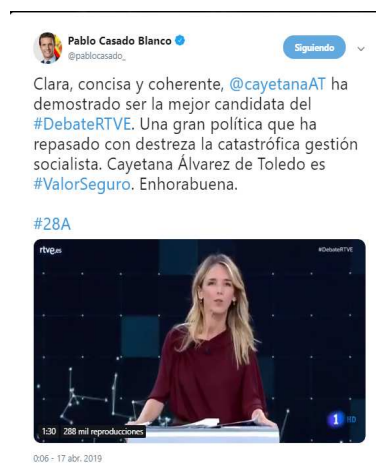 Pablo Casado Blanco
@pablocasado_
Siguiendo
Clara, concisa y coherente, @cayetanaAT ha
demostrado ser la mejor candidata del
#DebateRTVE. Una gran política que ha
repasado con destreza la catastrófica gestión
socialista. Cayetana Álvarez de Toledo es
#ValorSeguro. Enhorabuena.
#28A
rtve.es
#DebateRTVE
1 HD
1:30 288 mil reproducciones
0:06 - 17 abr. 2019